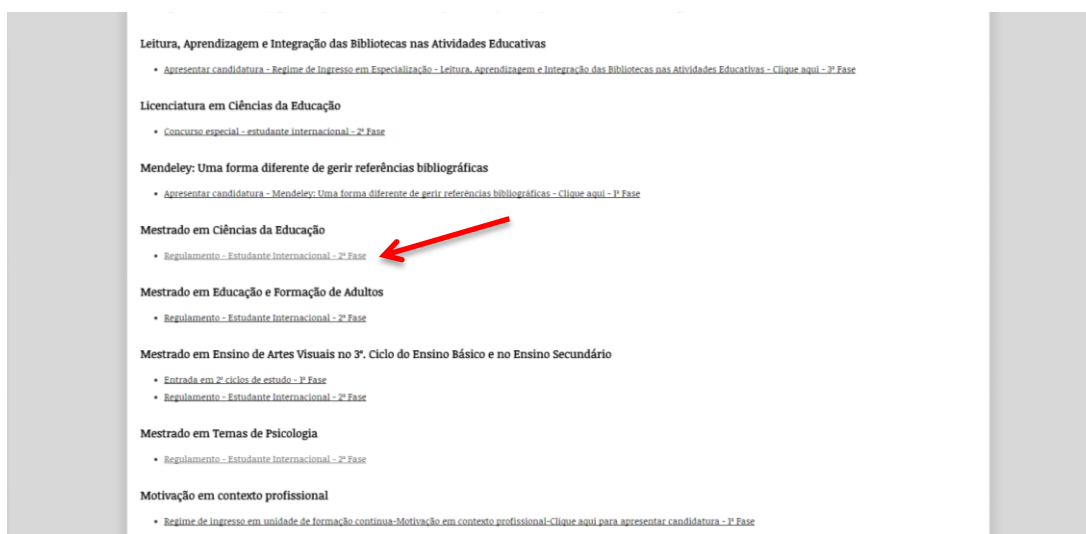 Leitura, Aprendizagem e Integração das Bibliotecas nas Atividades Educativas
• Apresentar candidatura - Regime de Ingresso em Especialização - Leitura, Aprendizagem e Integração das Bibliotecas nas Atividades Educativas - Clique aqui - 3ª Fase
Licenciatura em Ciências da Educação
• Concurso especial - estudante internacional - 2ª Fase
Mendeley: Uma forma diferente de gerir referências bibliográficas
• Apresentar candidatura - Mendeley: Uma forma diferente de gerir referências bibliográficas - Clique aqui - 1ª Fase
Mestrado em Ciências da Educação
• Regulamento - Estudante Internacional - 2ª Fase
Mestrado em Educação e Formação de Adultos
• Regulamento - Estudante Internacional - 2ª Fase
Mestrado em Ensino de Artes Visuais no 3º. Ciclo do Ensino Básico e no Ensino Secundário
• Entrada em 2º ciclos de estudo - 1ª Fase
• Regulamento - Estudante Internacional - 2ª Fase
Mestrado em Temas de Psicologia
• Regulamento - Estudante Internacional - 2ª Fase
Motivação em contexto profissional
• Regime de ingresso em unidade de formação contínua-Motivação em contexto profissional-Clique aqui para apresentar candidatura - 1ª Fase